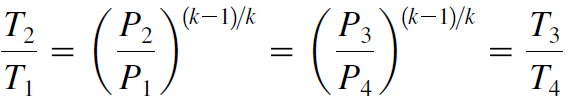 T₂/T₁ = (P₂/P₁)^{(k−1)/k} = (P₃/P₄)^{(k−1)/k} = T₃/T₄